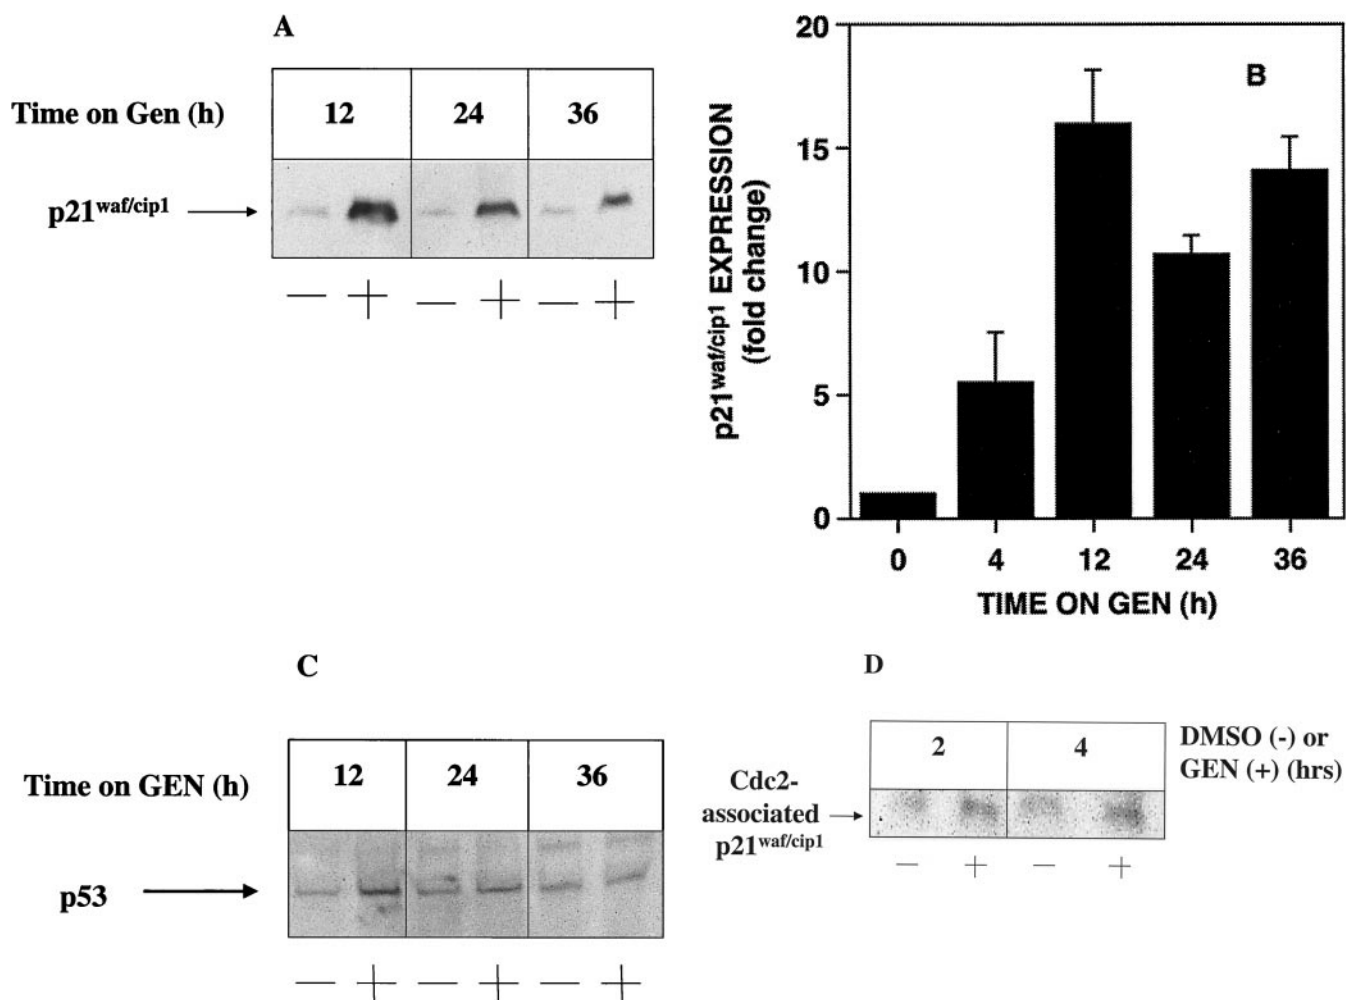 A
Time on Gen (h)
12 24 36
p21waf/cip1
— + — + — +
B
p21waf/cip1 EXPRESSION
(fold change)
20
15
10
5
0
0 4 12 24 36
TIME ON GEN (h)
C
Time on GEN (h)
12 24 36
p53
— + — + — +
D
2 4
DMSO (-) or
GEN (+) (hrs)
Cdc2-
associated
p21waf/cip1
— + — +